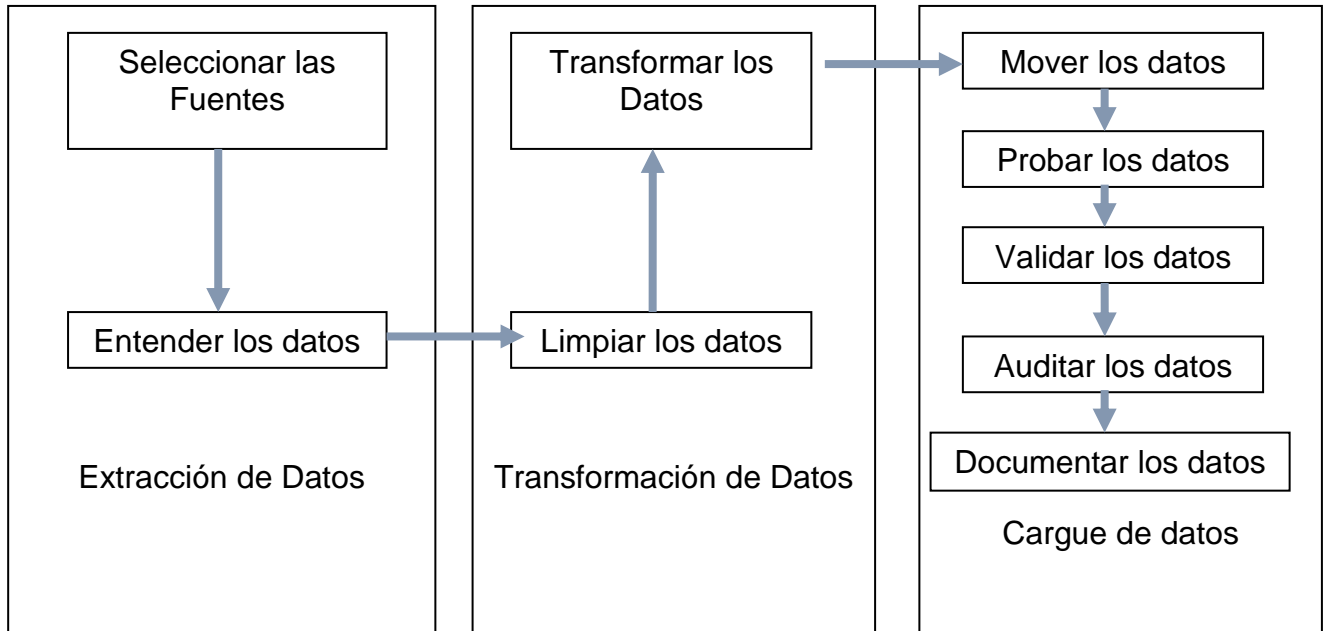 Seleccionar las
Fuentes
Entender los datos
Extracción de Datos
Transformar los
Datos
Limpiar los datos
Transformación de Datos
Mover los datos
Probar los datos
Validar los datos
Auditar los datos
Documentar los datos
Cargue de datos